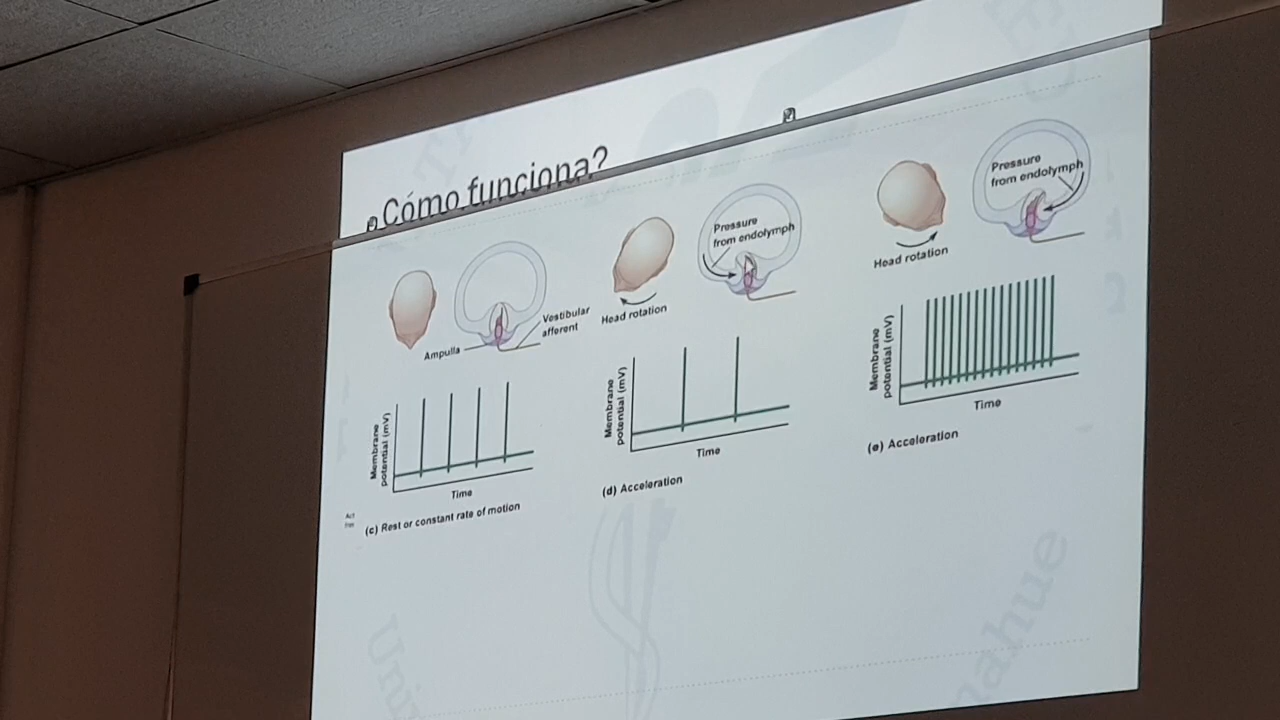 ¿Cómo funciona?
Ampulla
Vestibular
afferent
Membrane
potential (mV)
Time
(c) Rest or constant rate of motion
Head rotation
Pressure
from endolymph
Membrane
potential (mV)
Time
(d) Acceleration
Head rotation
Pressure
from endolymph
Membrane
potential (mV)
Time
(e) Acceleration